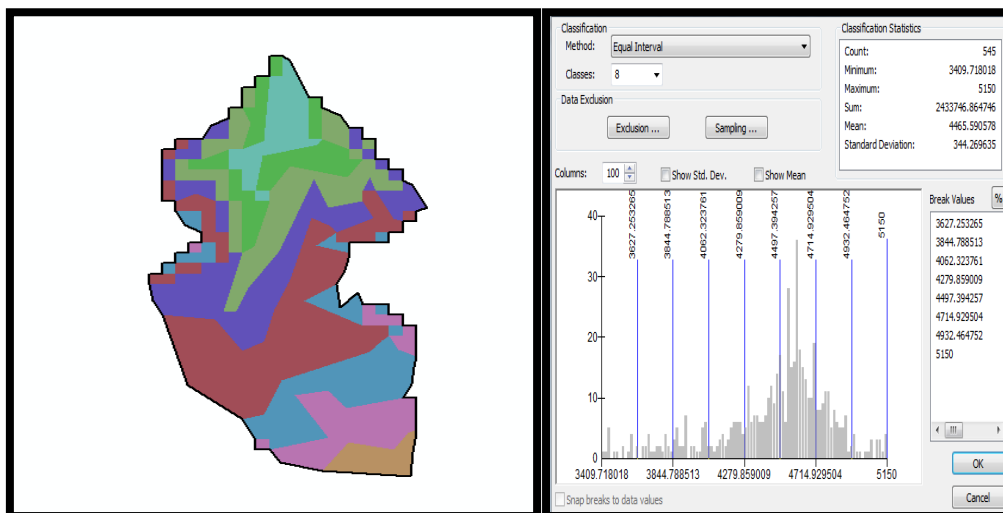 Classification
Method: Equal Interval
Classes: 8
Data Exclusion
Exclusion ...
Sampling ...
Classification Statistics
Count: 545
Minimum: 3409.718018
Maximum: 5150
Sum: 2433746.864746
Mean: 4465.590578
Standard Deviation: 344.269635
Columns: 100
Show Std. Dev.
Show Mean
Break Values
%
3627.253265
3844.788513
4062.323761
4279.859009
4497.394257
4714.929504
4932.464752
5150
40
30
20
10
0
3627.253265
3844.788513
4062.323761
4279.859009
4497.394257
4714.929504
4932.464752
5150
3409.718018
3844.788513
4279.859009
4714.929504
5150
Snap breaks to data values
OK
Cancel